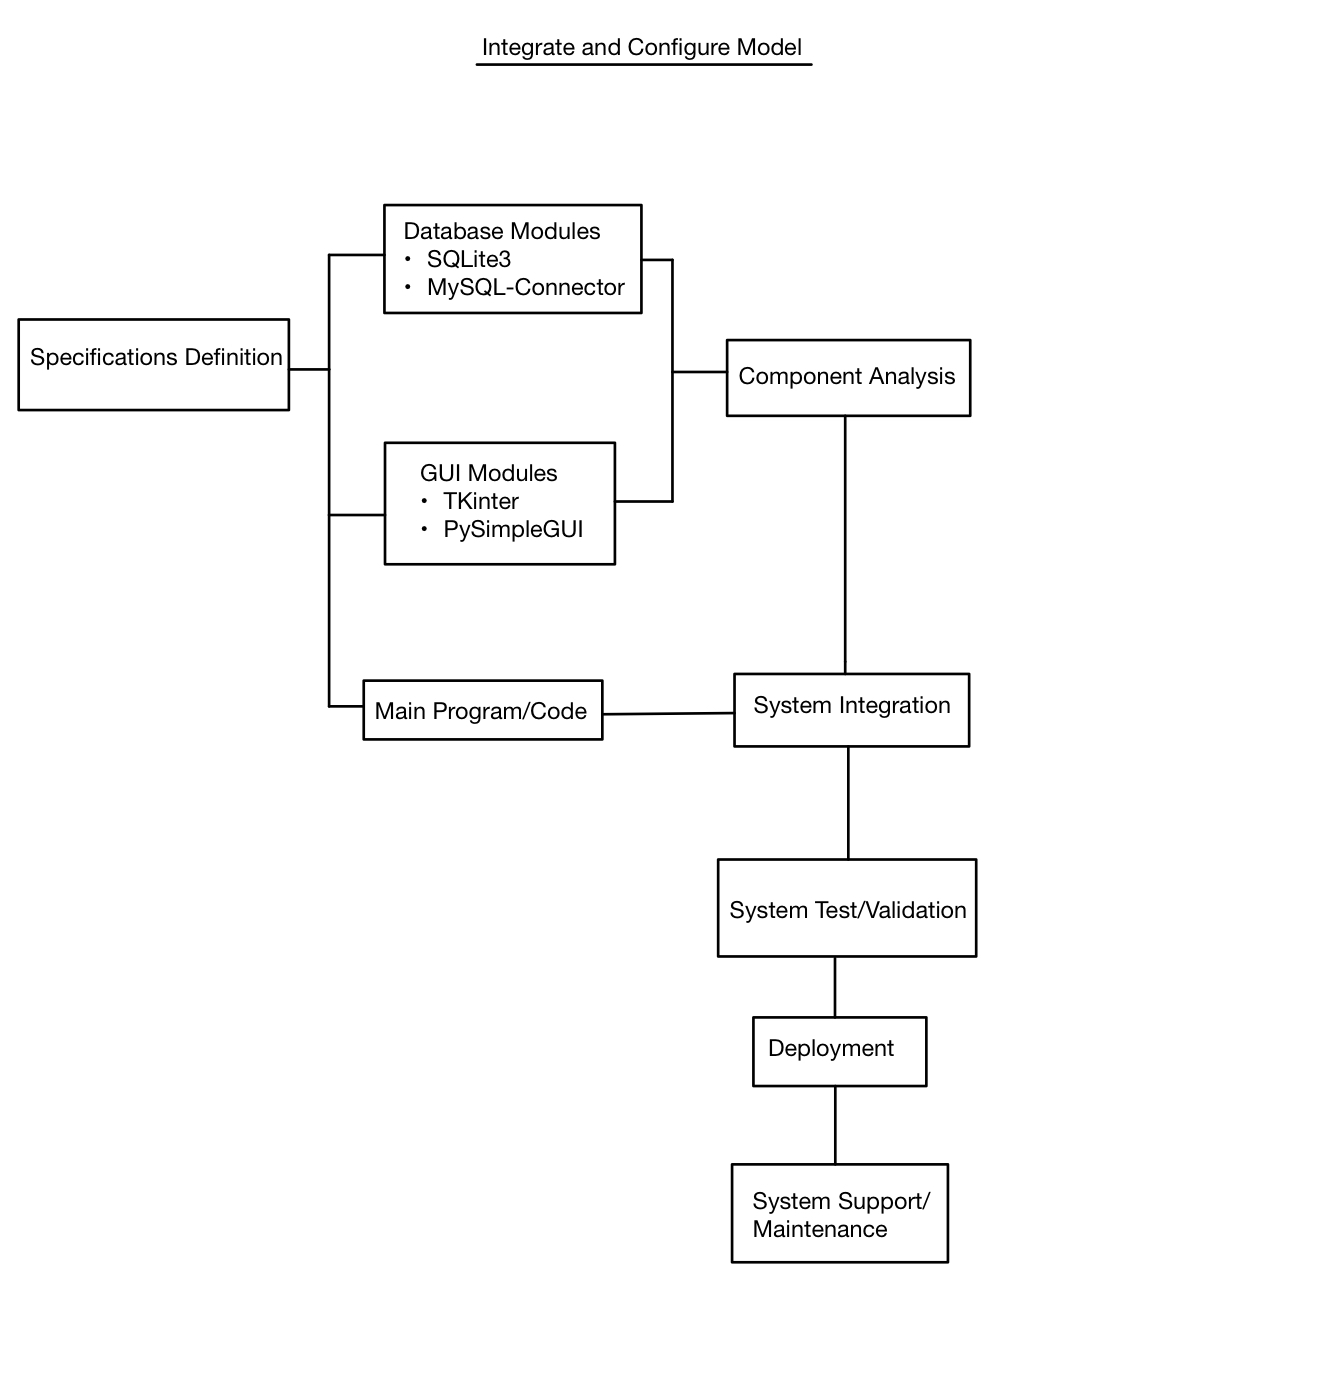 Integrate and Configure Model
Database Modules
• SQLite3
• MySQL-Connector
Specifications Definition
Component Analysis
GUI Modules
• TKinter
• PySimpleGUI
Main Program/Code
System Integration
System Test/Validation
Deployment
System Support/
Maintenance